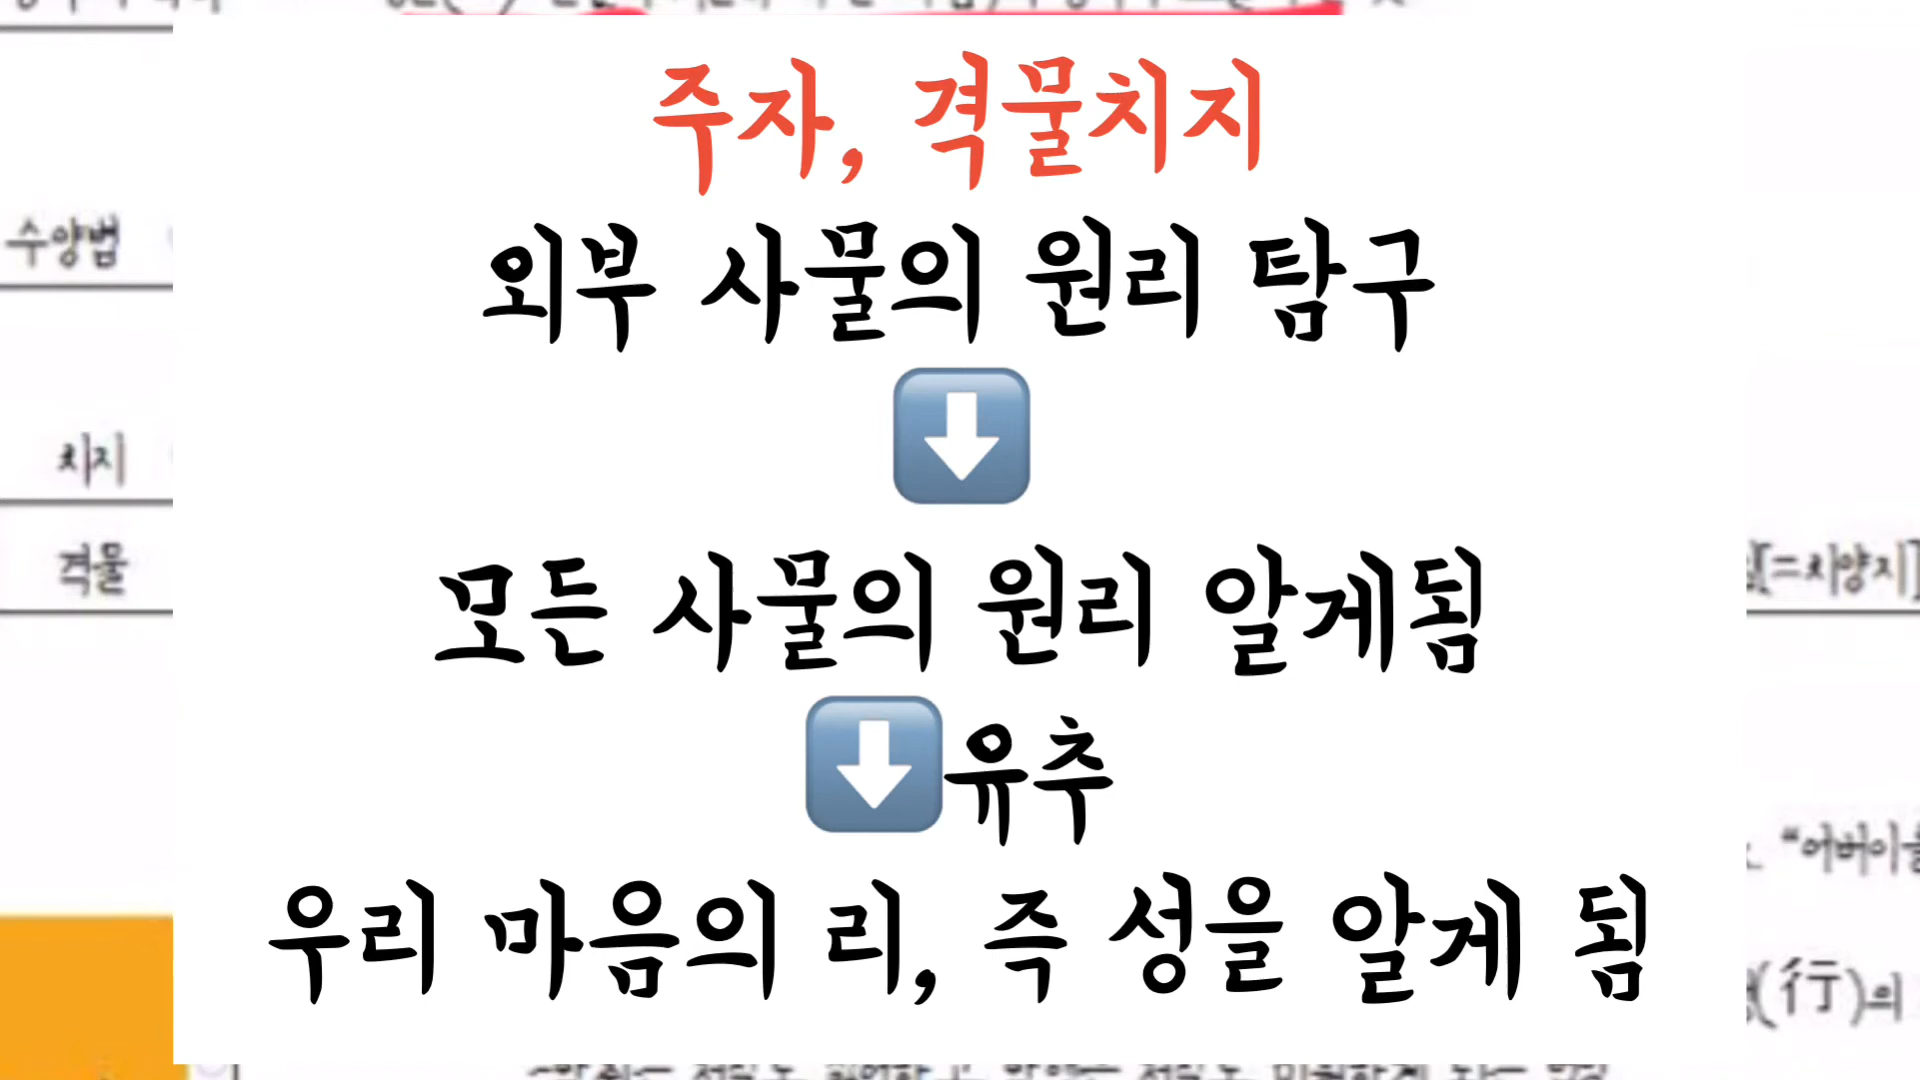 주자, 격물치지
외부 사물의 원리 탐구
수양법
치지
모든 사물의 원리 알게됨
격물
[=치양지]
유추
"어버이를
우리 마음의 리, 즉 성을 알게 됨
(行)의